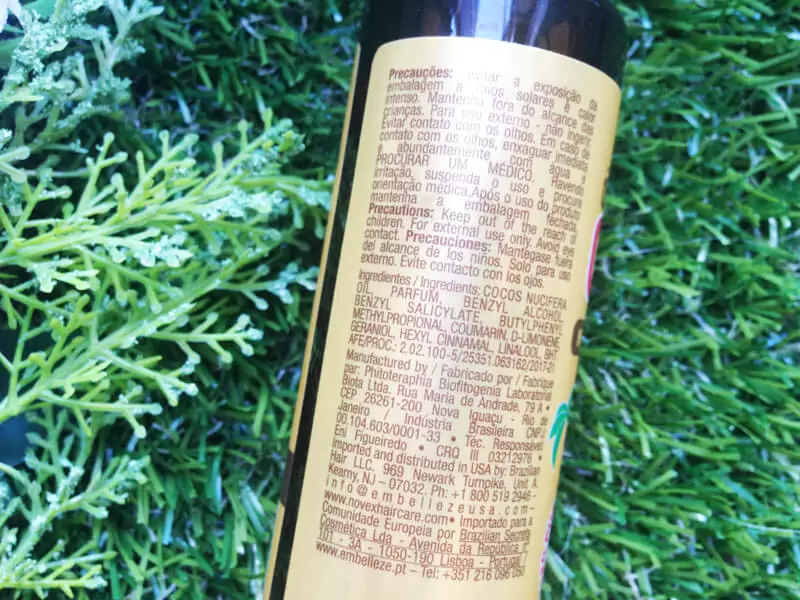 Precauções: evitar a exposição da
embalagem a raios solares e calor
intenso. Mantenha fora do alcance das
crianças. Para uso externo - não ingerir.
Evitar contato com os olhos. Em caso de
contato com os olhos, enxaguar imediata
e abundantemente com água e
PROCURAR UM MÉDICO. Havendo
irritação, suspenda o uso e procure
orientação médica.Após o uso do produto
mantenha a embalagem fechada.
Precautions: Keep out of the reach of
children. For external use only. Avoid eye
contact. Precauciones: Manténgase fuera
del alcance de los niños. Solo para uso
externo. Evite contacto con los ojos.
Ingredientes / Ingredients: COCOS NUCIFERA
OIL, PARFUM, BENZYL ALCOHOL,
BENZYL SALICYLATE, BUTYLPHENYL
METHYLPROPIONAL, COUMARIN, D-LIMONENE,
GERANIOL, HEXYL CINNAMAL, LINALOOL, BHT.
AFE/PROC.: 2.02.100-5/25351.063162/2017-01
Manufactured by / Fabricado por / Fabriqué
par: Phitoteraphia Biofitogenia Laboratorial
Biota Ltda. Rua Maria de Andrade, 79 A •
CEP 26261-200 Nova Iguaçu - Rio de
Janeiro / Indústria Brasileira CNPJ
00.104.603/0001-33 • Téc. Responsável:
Eni Figueiredo • CRQ III 03212978 •
Imported and distributed in USA by: Brazilian
Hair LLC. 969 Newark Turnpike, Unit A.
Kearny, NJ – 07032. Ph: +1 800 519 2946 -
info@embellezeusa.com –
www.novexhaircare.com • Importado para a
Comunidade Europeia por Brazilian Secrets
Cosmética Lda - Avenida da República nº
101 - 3A - 1050-190 Lisboa - Portugal
www.embelleze.pt – Tel: +351 216 096 050